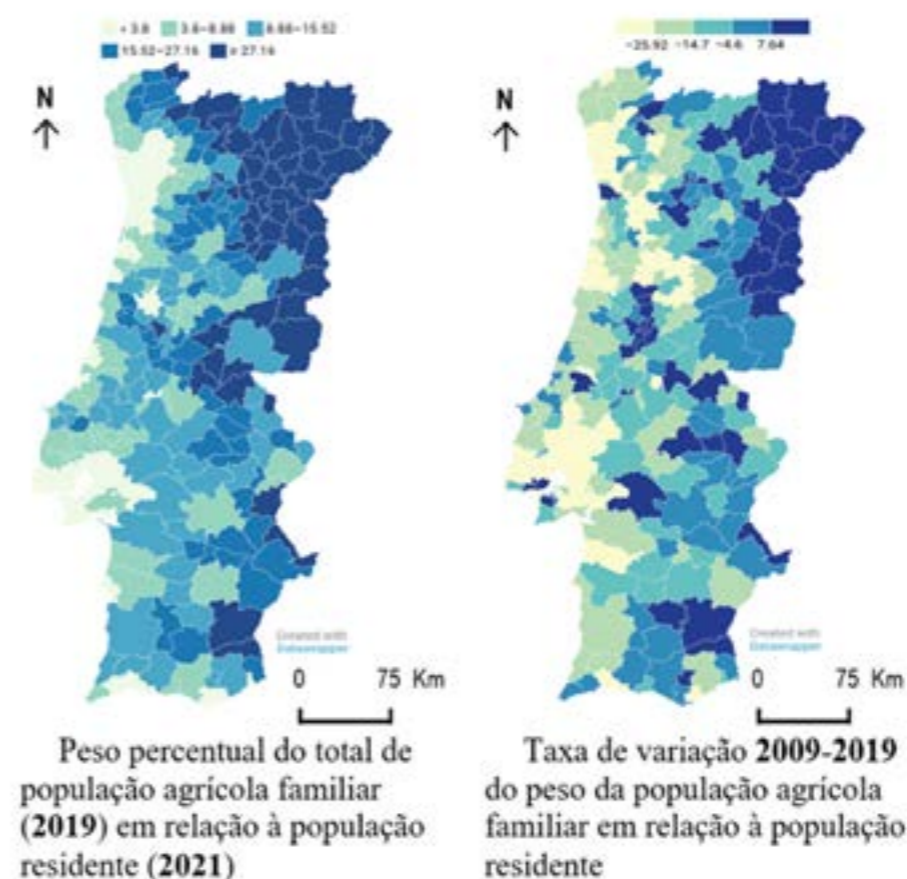 < 3.8 3.8–8.88 8.88–15.52
15.52–27.16 ≥ 27.16
−25.92 −14.7 −4.6 7.64
N
N
Created with
Datawrapper
Created with
Datawrapper
0 75 Km
0 75 Km
Peso percentual do total de
população agrícola familiar
(2019) em relação à população
residente (2021)
Taxa de variação 2009-2019
do peso da população agrícola
familiar em relação à população
residente